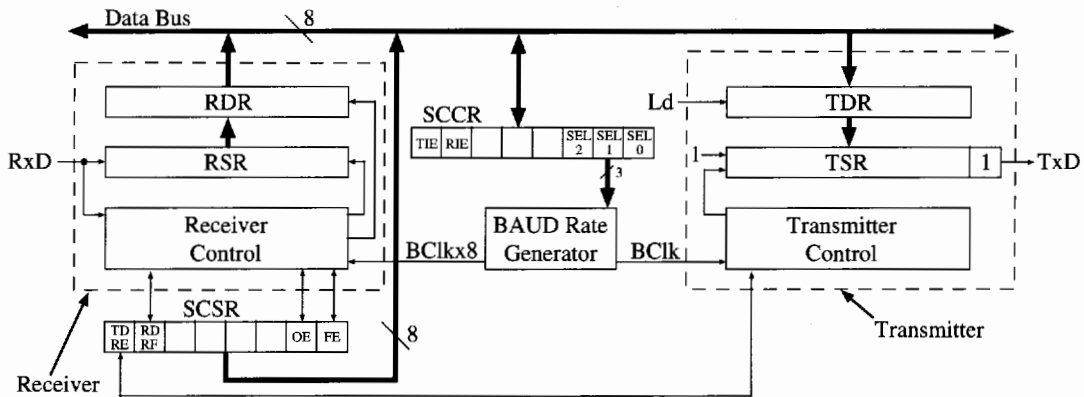 Data Bus
8
RDR
RxD
RSR
Receiver
Control
SCCR
TIE RIE SEL 2 SEL 1 SEL 0
3
BAUD Rate
Generator
BClkx8
BClk
Ld
TDR
1
TSR
1
TxD
Transmitter
Control
SCSR
TD RE RD RF OE FE
8
Receiver
Transmitter